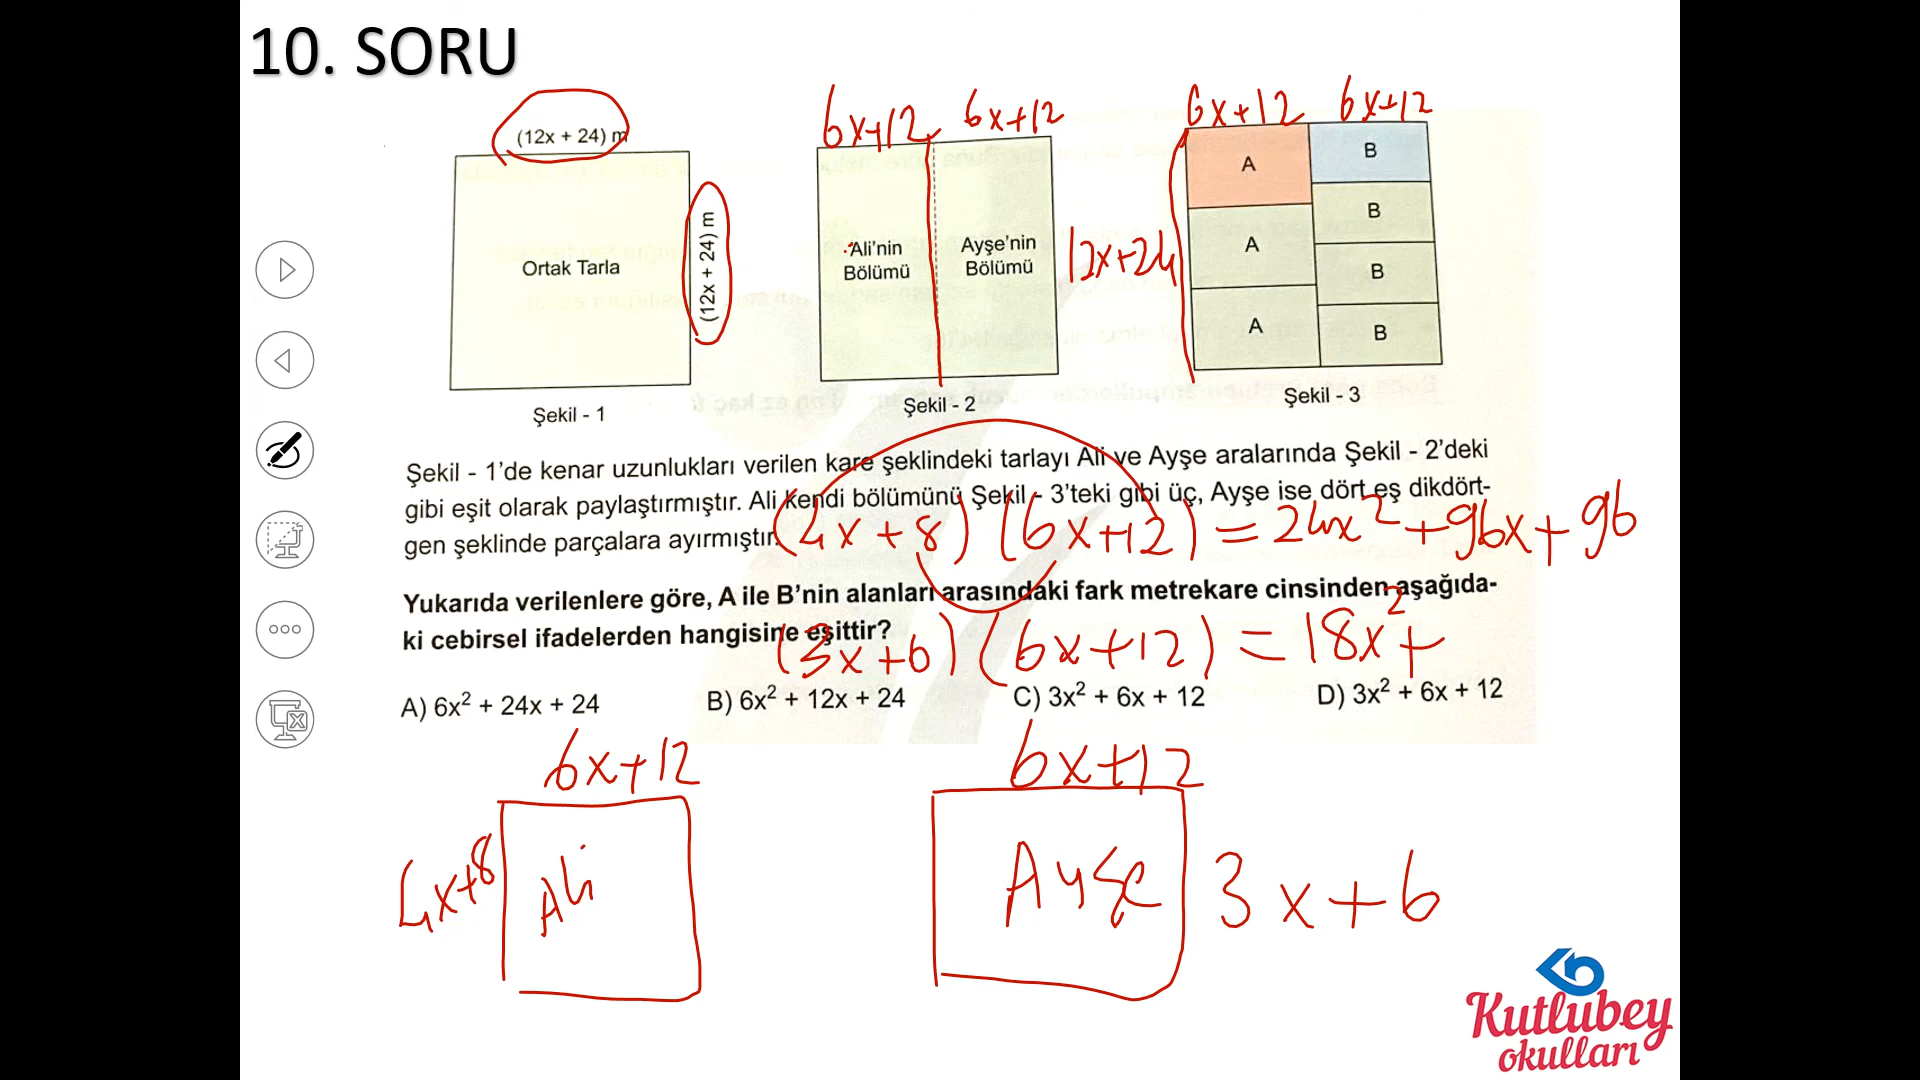 10. SORU
6x+12 6x+12 6x+12 6x+12
(12x + 24) m
(12x + 24) m
Ortak Tarla
Ali'nin
Bölümü
Ayşe'nin
Bölümü
12x+24
A
A
A
B
B
B
B
Şekil - 1
Şekil - 2
Şekil - 3
Şekil - 1'de kenar uzunlukları verilen kare şeklindeki tarlayı Ali ve Ayşe aralarında Şekil - 2'deki
gibi eşit olarak paylaştırmıştır. Ali kendi bölümünü Şekil - 3'teki gibi üç, Ayşe ise dört eş dikdört-
gen şeklinde parçalara ayırmıştır.
(4x+8)(6x+12)=24x²+96x+96
Yukarıda verilenlere göre, A ile B'nin alanları arasındaki fark metrekare cinsinden aşağıda-
ki cebirsel ifadelerden hangisine eşittir?
(3x+6)(6x+12)=18x²+
A) 6x² + 24x + 24
B) 6x² + 12x + 24
C) 3x² + 6x + 12
D) 3x² + 6x + 12
6x+12
4x+8
Ali
6x+12
Ayşe
3x+6
Kutlubey
okulları